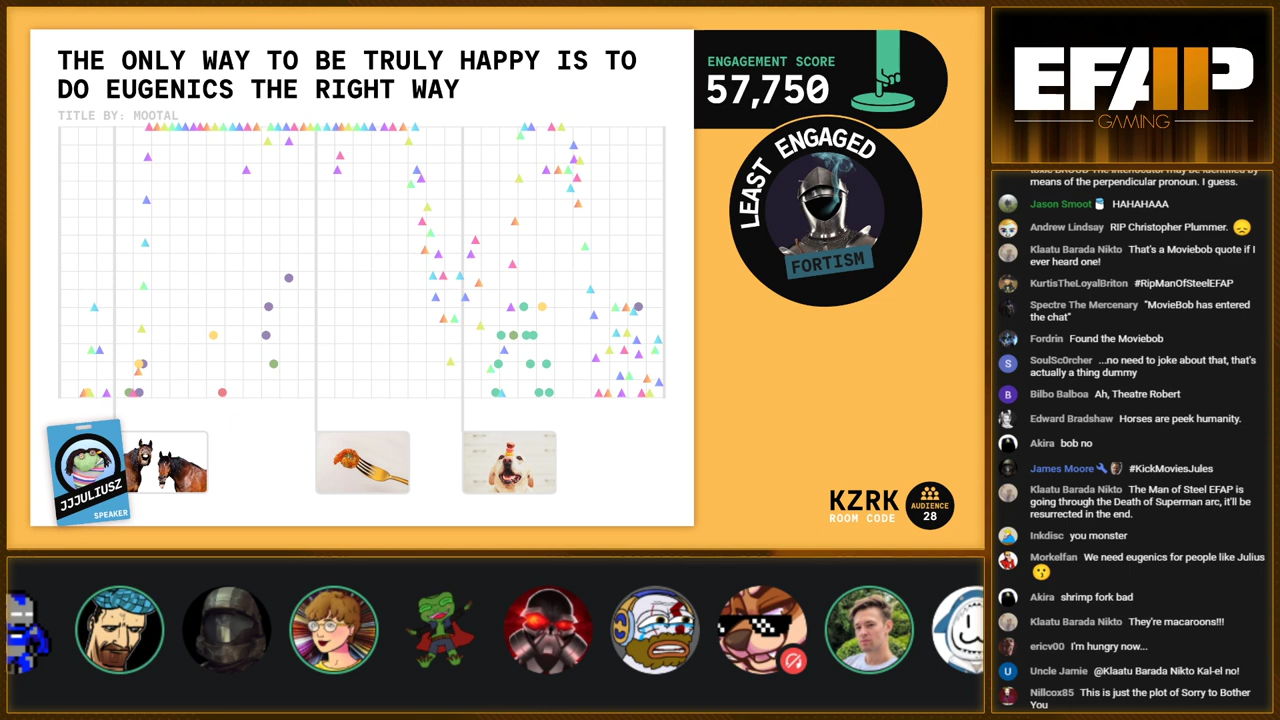 THE ONLY WAY TO BE TRULY HAPPY IS TO
DO EUGENICS THE RIGHT WAY
TITLE BY: MOOTAL
ENGAGEMENT SCORE
57,750
LEAST ENGAGED
FORTISM
JJJULIUSZ
SPEAKER
KZRK
ROOM CODE
AUDIENCE
28
EFAP
GAMING
means of the perpendicular pronoun. I guess.
Jason Smoot HAHAHAAA
Andrew Lindsay RIP Christopher Plummer.
Klaatu Barada Nikto That's a Moviebob quote if I
ever heard one!
KurtisTheLoyalBriton #RipManOfSteelEFAP
Spectre The Mercenary "MovieBob has entered
the chat"
Fordrin Found the Moviebob
S
SoulSc0rcher ...no need to joke about that, that's
actually a thing dummy
B
Bilbo Balboa Ah, Theatre Robert
Edward Bradshaw Horses are peek humanity.
Akira bob no
James Moore #KickMoviesJules
Klaatu Barada Nikto The Man of Steel EFAP is
going through the Death of Superman arc, it'll be
resurrected in the end.
Inkdisc you monster
Morkelfan We need eugenics for people like Julius
Akira shrimp fork bad
Klaatu Barada Nikto They're macaroons!!!
ericv00 I'm hungry now...
U
Uncle Jamie @Klaatu Barada Nikto Kal-el no!
Nillcox85 This is just the plot of Sorry to Bother
You